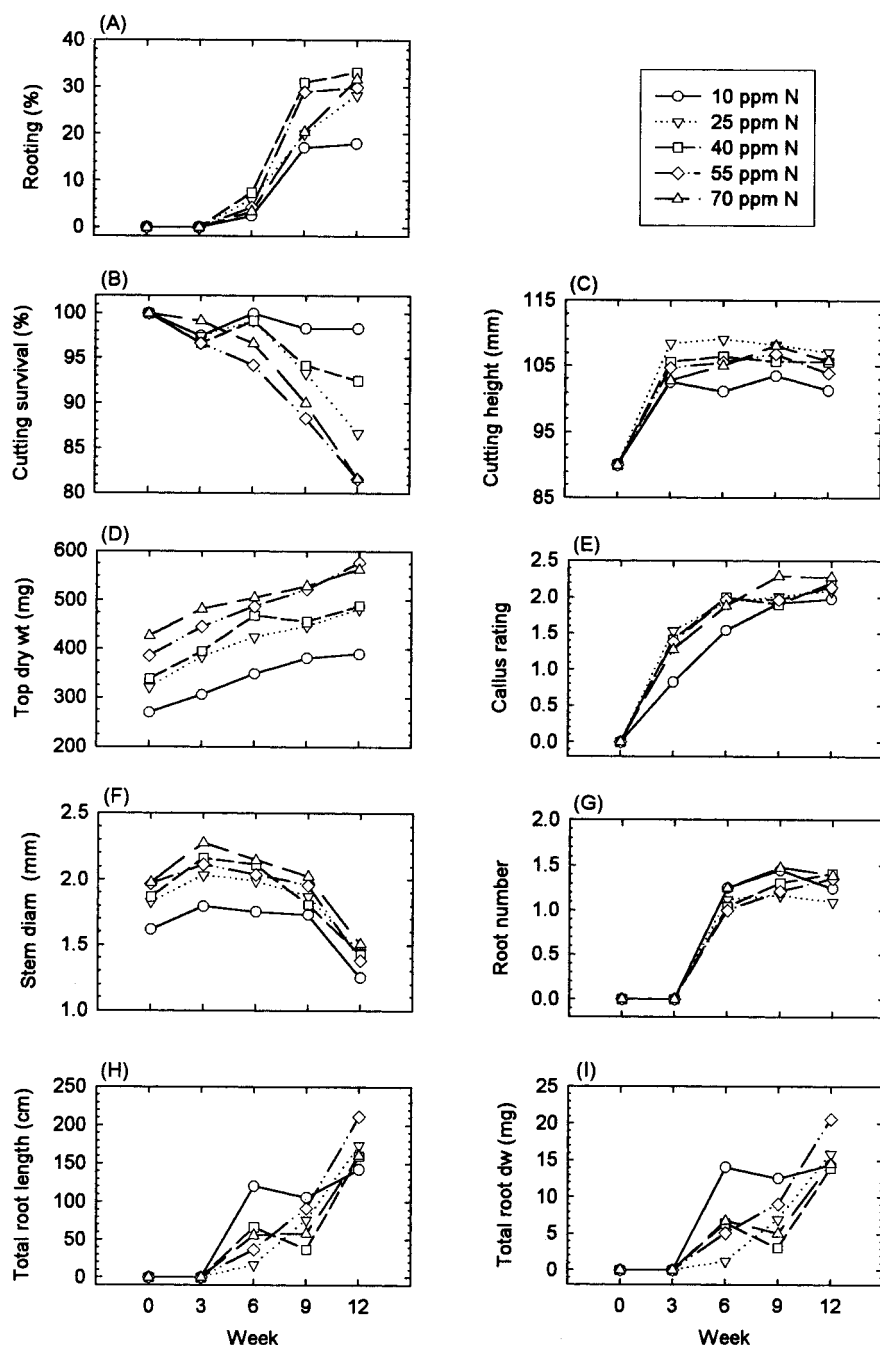 (A)
Rooting (%)
40
30
20
10
0
10 ppm N
25 ppm N
40 ppm N
55 ppm N
70 ppm N
(B)
Cutting survival (%)
100
95
90
85
80
(C)
Cutting height (mm)
115
105
95
85
(D)
Top dry wt (mg)
600
500
400
300
200
(E)
Callus rating
2.5
2.0
1.5
1.0
0.5
0.0
(F)
Stem diam (mm)
2.5
2.0
1.5
1.0
(G)
Root number
2.0
1.5
1.0
0.5
0.0
(H)
Total root length (cm)
250
200
150
100
50
0
0 3 6 9 12
Week
(I)
Total root dw (mg)
25
20
15
10
5
0
0 3 6 9 12
Week